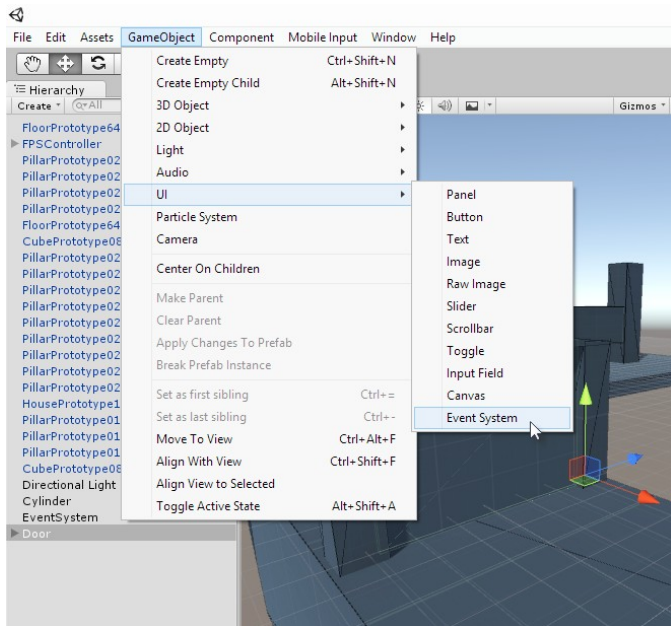 File Edit Assets GameObject Component Mobile Input Window Help
Hierarchy
Create All
Gizmos
FloorPrototype64
FPSController
PillarPrototype02
PillarPrototype02
PillarPrototype02
PillarPrototype02
FloorPrototype64
CubePrototype08
PillarPrototype02
PillarPrototype02
PillarPrototype02
PillarPrototype02
PillarPrototype02
PillarPrototype02
PillarPrototype02
PillarPrototype02
PillarPrototype02
HousePrototype1
PillarPrototype01
PillarPrototype01
PillarPrototype01
CubePrototype08
Directional Light
Cylinder
EventSystem
Door
Create Empty Ctrl+Shift+N
Create Empty Child Alt+Shift+N
3D Object
2D Object
Light
Audio
UI
Particle System
Camera
Center On Children
Make Parent
Clear Parent
Apply Changes To Prefab
Break Prefab Instance
Set as first sibling Ctrl+=
Set as last sibling Ctrl+-
Move To View Ctrl+Alt+F
Align With View Ctrl+Shift+F
Align View to Selected
Toggle Active State Alt+Shift+A
Panel
Button
Text
Image
Raw Image
Slider
Scrollbar
Toggle
Input Field
Canvas
Event System